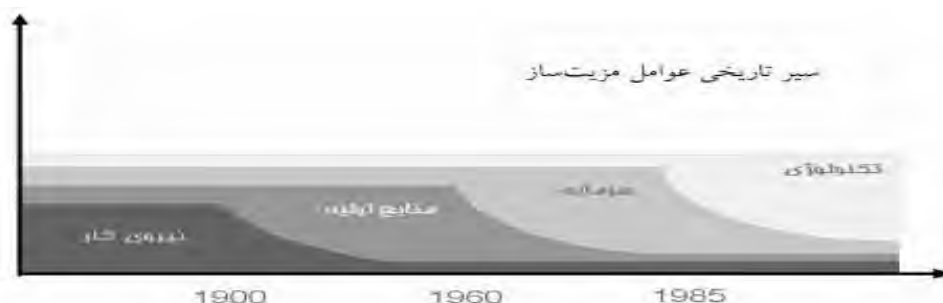 سیر تاریخی عوامل مزیت‌ساز
تکنولوژی
سرمایه
منابع اولیه
نیروی کار
1900 1960 1985